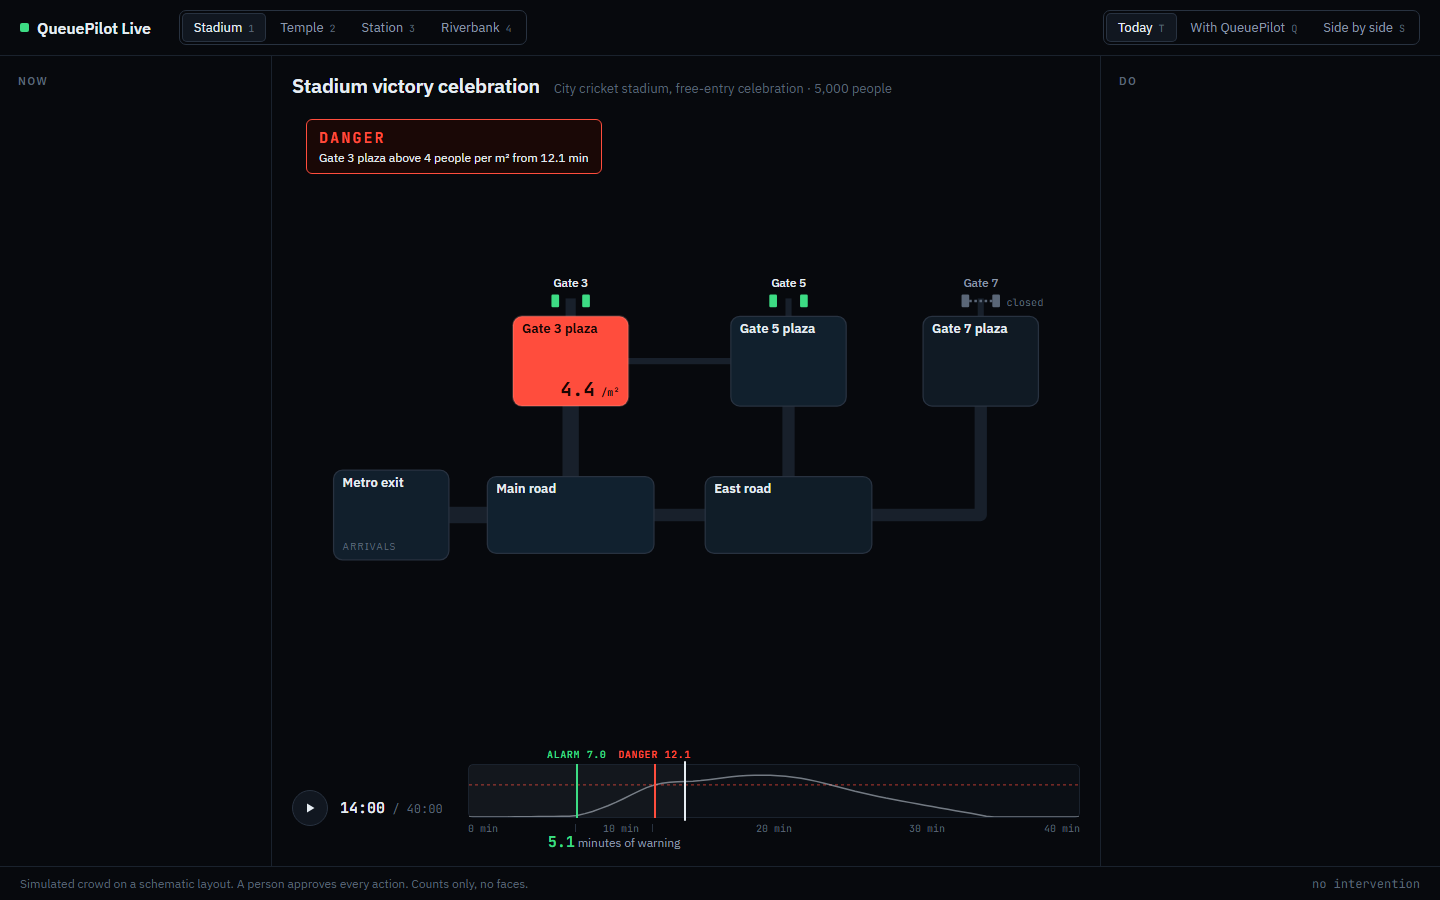 QueuePilot Live
Stadium 1
Temple 2
Station 3
Riverbank 4
Today T
With QueuePilot Q
Side by side S
NOW
Stadium victory celebration
City cricket stadium, free-entry celebration · 5,000 people
DO
DANGER
Gate 3 plaza above 4 people per m² from 12.1 min
Gate 3
Gate 5
Gate 7
closed
Gate 3 plaza
4.4 /m²
Gate 5 plaza
Gate 7 plaza
Metro exit
ARRIVALS
Main road
East road
ALARM 7.0
DANGER 12.1
14:00 / 40:00
0 min
10 min
20 min
30 min
40 min
5.1 minutes of warning
Simulated crowd on a schematic layout. A person approves every action. Counts only, no faces.
no intervention